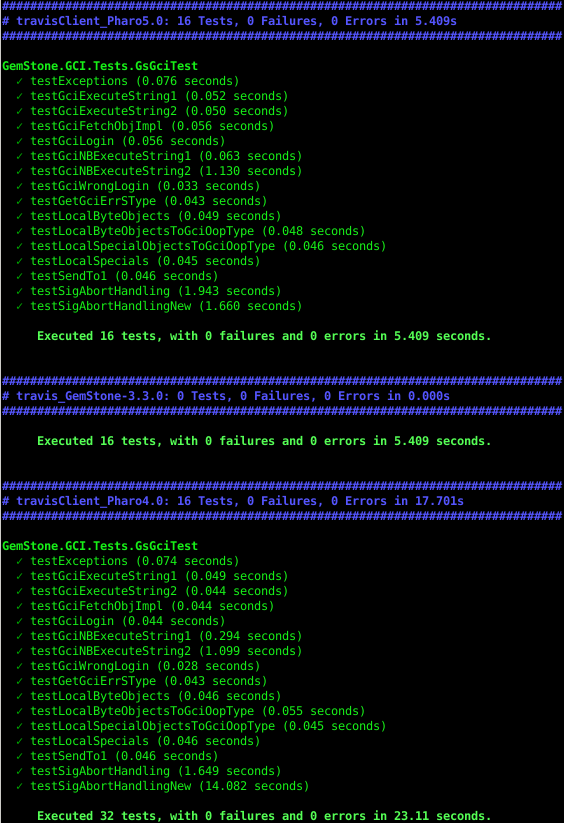 ################################################################################
# travisClient_Pharo5.0: 16 Tests, 0 Failures, 0 Errors in 5.409s
################################################################################
GemStone.GCI.Tests.GsGciTest
✓ testExceptions (0.076 seconds)
✓ testGciExecuteString1 (0.052 seconds)
✓ testGciExecuteString2 (0.050 seconds)
✓ testGciFetchObjImpl (0.056 seconds)
✓ testGciLogin (0.056 seconds)
✓ testGciNBExecuteString1 (0.063 seconds)
✓ testGciNBExecuteString2 (1.130 seconds)
✓ testGciWrongLogin (0.033 seconds)
✓ testGetGciErrSType (0.043 seconds)
✓ testLocalByteObjects (0.049 seconds)
✓ testLocalByteObjectsToGciOopType (0.048 seconds)
✓ testLocalSpecialObjectsToGciOopType (0.046 seconds)
✓ testLocalSpecials (0.045 seconds)
✓ testSendTo1 (0.046 seconds)
✓ testSigAbortHandling (1.943 seconds)
✓ testSigAbortHandlingNew (1.660 seconds)
Executed 16 tests, with 0 failures and 0 errors in 5.409 seconds.
################################################################################
# travis_GemStone-3.3.0: 0 Tests, 0 Failures, 0 Errors in 0.000s
################################################################################
Executed 16 tests, with 0 failures and 0 errors in 5.409 seconds.
################################################################################
# travisClient_Pharo4.0: 16 Tests, 0 Failures, 0 Errors in 17.701s
################################################################################
GemStone.GCI.Tests.GsGciTest
✓ testExceptions (0.074 seconds)
✓ testGciExecuteString1 (0.049 seconds)
✓ testGciExecuteString2 (0.044 seconds)
✓ testGciFetchObjImpl (0.044 seconds)
✓ testGciLogin (0.044 seconds)
✓ testGciNBExecuteString1 (0.294 seconds)
✓ testGciNBExecuteString2 (1.099 seconds)
✓ testGciWrongLogin (0.028 seconds)
✓ testGetGciErrSType (0.043 seconds)
✓ testLocalByteObjects (0.046 seconds)
✓ testLocalByteObjectsToGciOopType (0.055 seconds)
✓ testLocalSpecialObjectsToGciOopType (0.045 seconds)
✓ testLocalSpecials (0.046 seconds)
✓ testSendTo1 (0.046 seconds)
✓ testSigAbortHandling (1.649 seconds)
✓ testSigAbortHandlingNew (14.082 seconds)
Executed 32 tests, with 0 failures and 0 errors in 23.11 seconds.